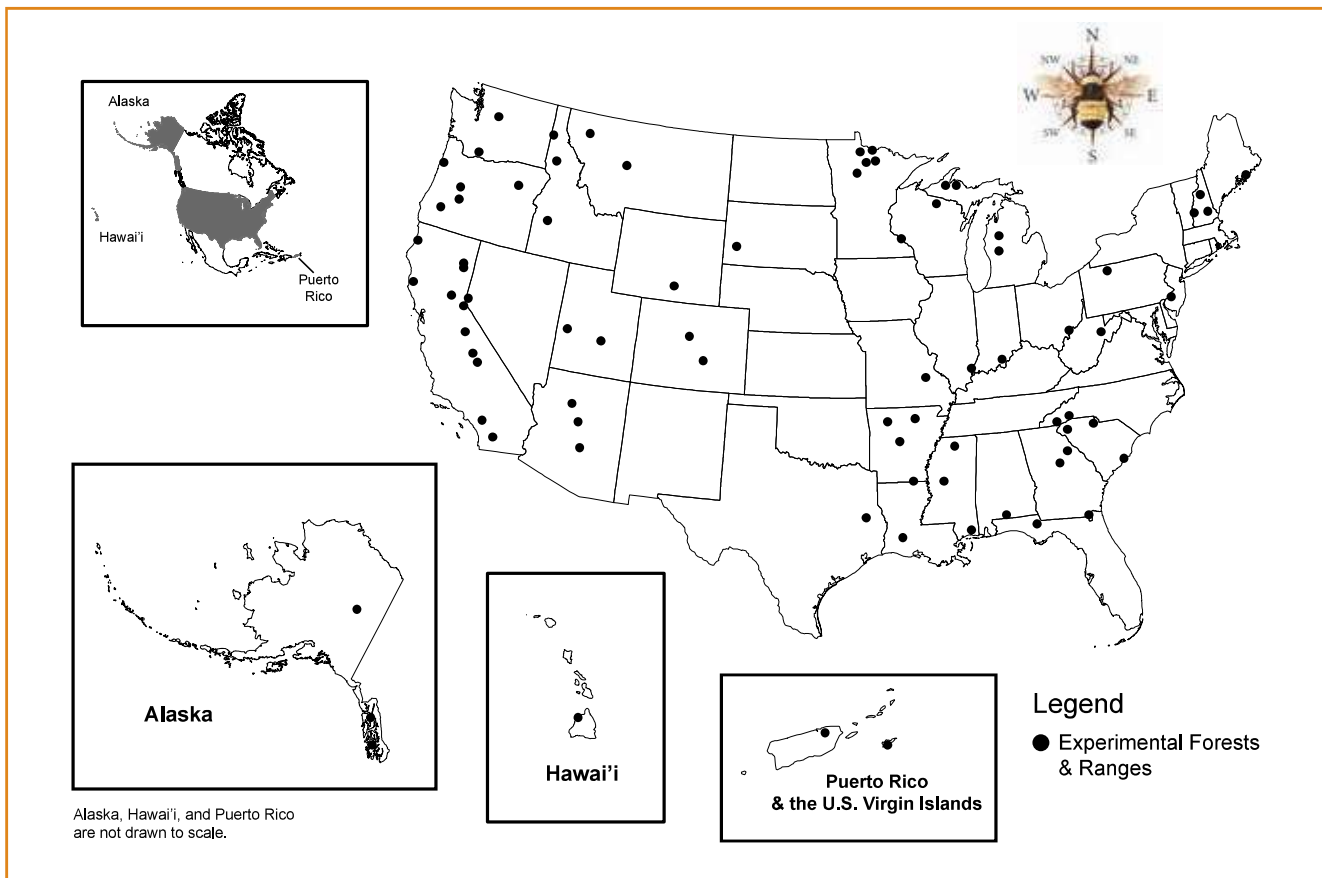 N
NW
NE
W
E
SW
SE
S
Alaska
Hawai'i
Puerto
Rico
Alaska
Hawai'i
Puerto Rico
& the U.S. Virgin Islands
Legend
Experimental Forests
& Ranges
Alaska, Hawai'i, and Puerto Rico
are not drawn to scale.